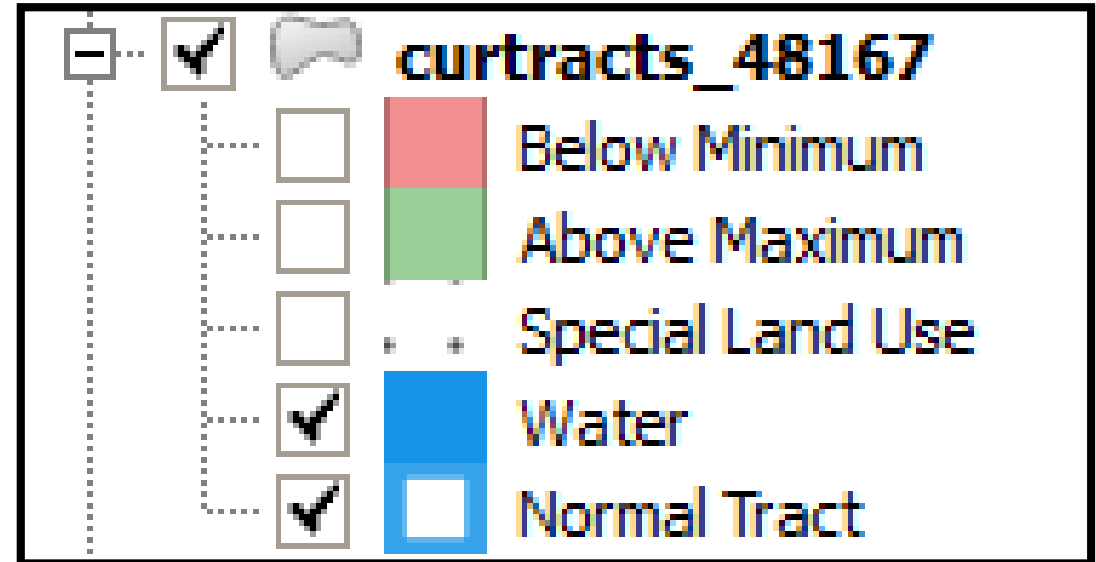 curtracts_48167
Below Minimum
Above Maximum
Special Land Use
Water
Normal Tract